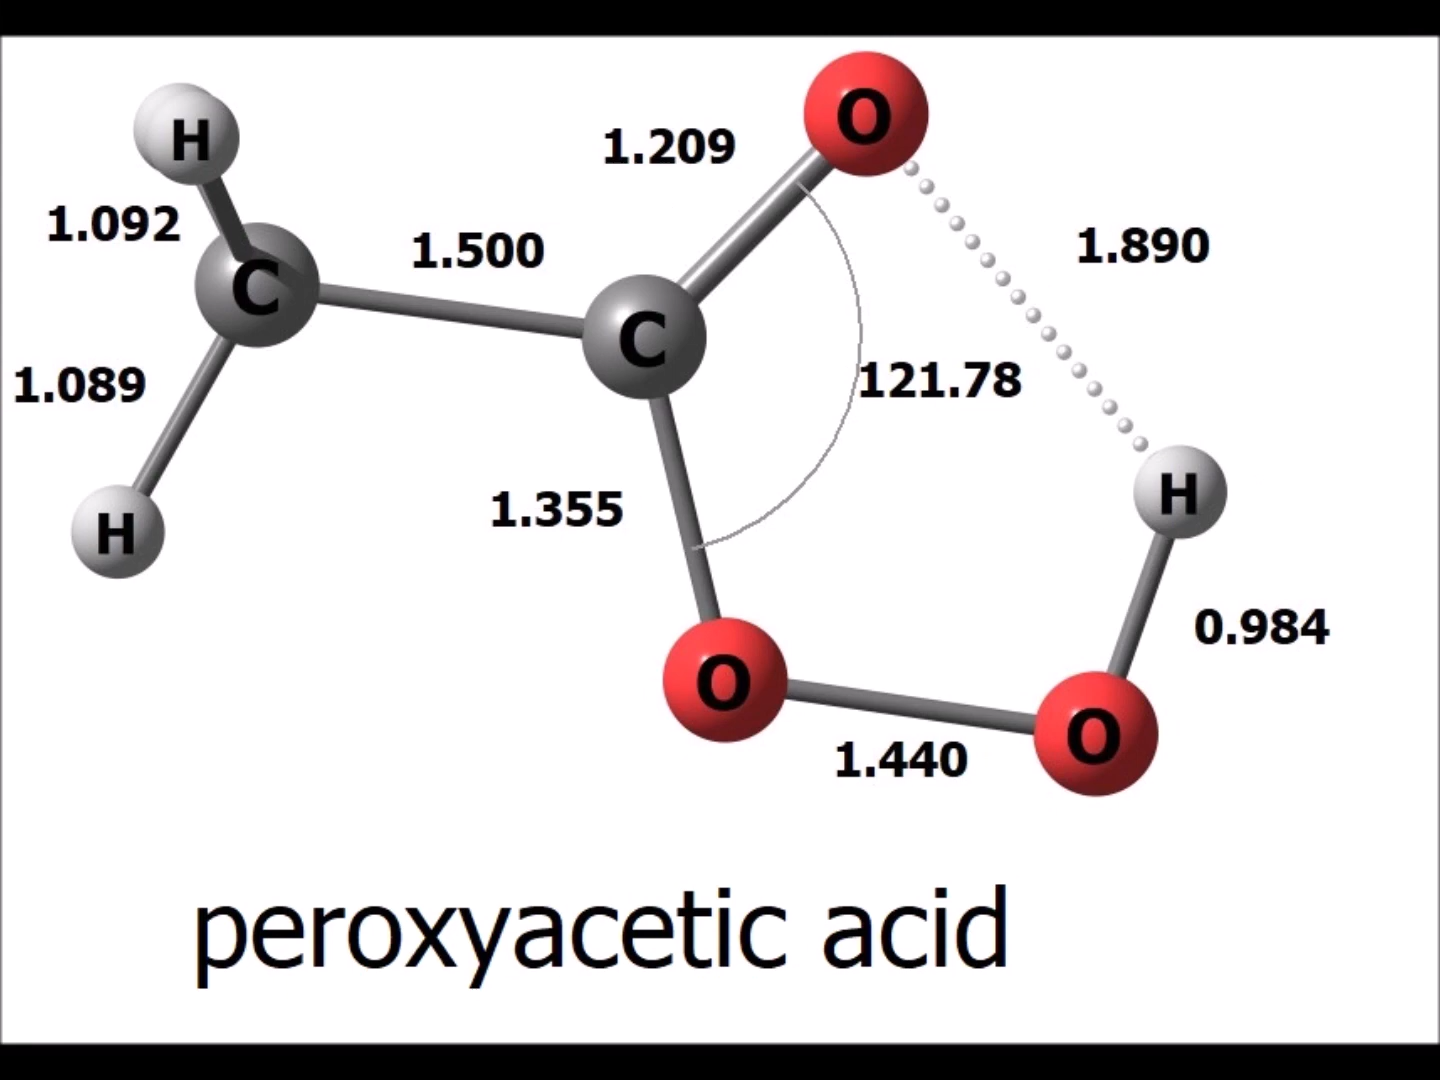 O
H
1.209
1.092
1.500
1.890
C
C
121.78
1.089
H
1.355
H
0.984
O
O
1.440
peroxyacetic acid